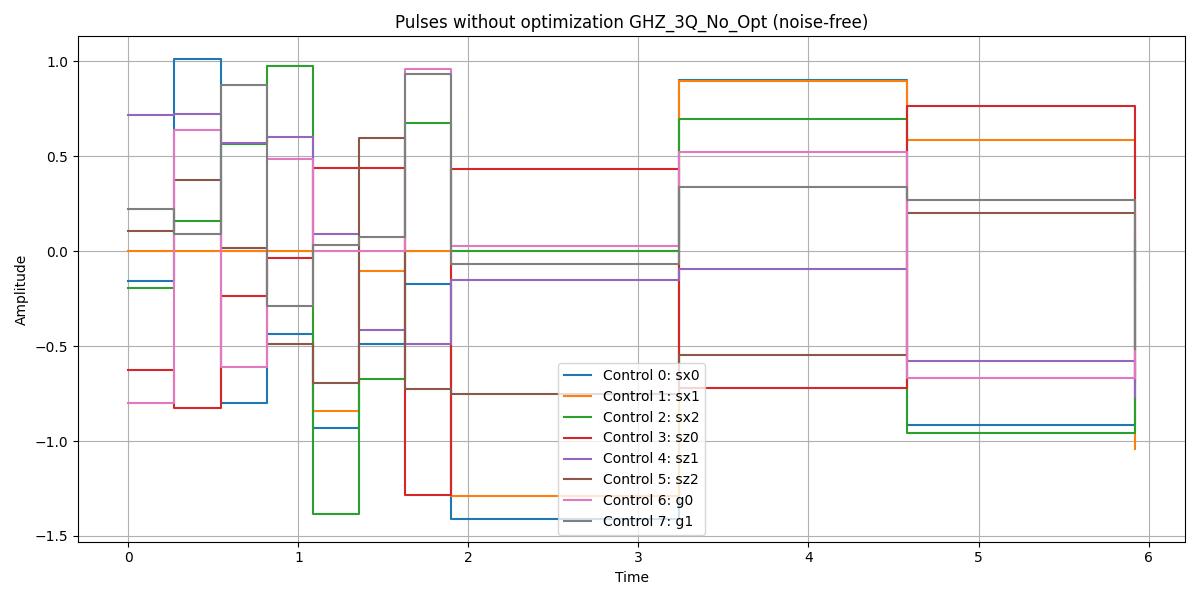 Pulses without optimization GHZ_3Q_No_Opt (noise-free)
1.0
0.5
0.0
−0.5
−1.0
−1.5
Amplitude
Control 0: sx0
Control 1: sx1
Control 2: sx2
Control 3: sz0
Control 4: sz1
Control 5: sz2
Control 6: g0
Control 7: g1
0 1 2 3 4 5 6
Time